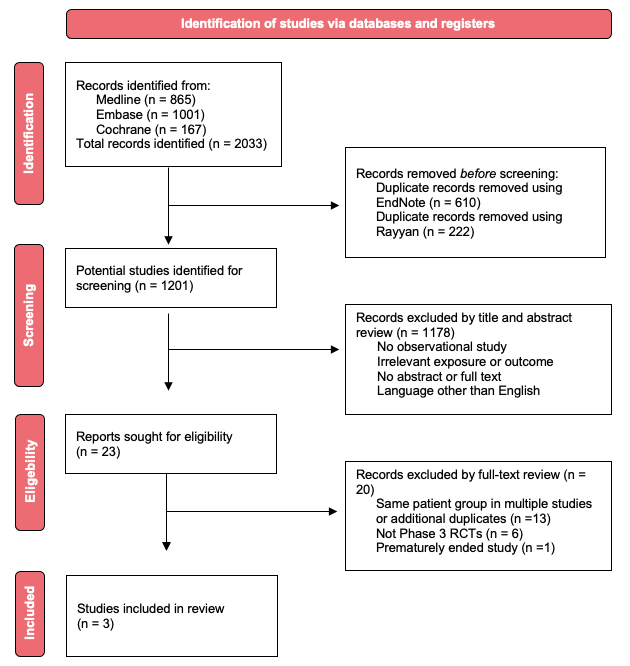 Identification of studies via databases and registers
Identification
Records identified from:
Medline (n = 865)
Embase (n = 1001)
Cochrane (n = 167)
Total records identified (n = 2033)
Records removed before screening:
Duplicate records removed using
EndNote (n = 610)
Duplicate records removed using
Rayyan (n = 222)
Screening
Potential studies identified for
screening (n = 1201)
Records excluded by title and abstract
review (n = 1178)
No observational study
Irrelevant exposure or outcome
No abstract or full text
Language other than English
Eligebility
Reports sought for eligibility
(n = 23)
Records excluded by full-text review (n =
20)
Same patient group in multiple studies
or additional duplicates (n =13)
Not Phase 3 RCTs (n = 6)
Prematurely ended study (n =1)
Included
Studies included in review
(n = 3)